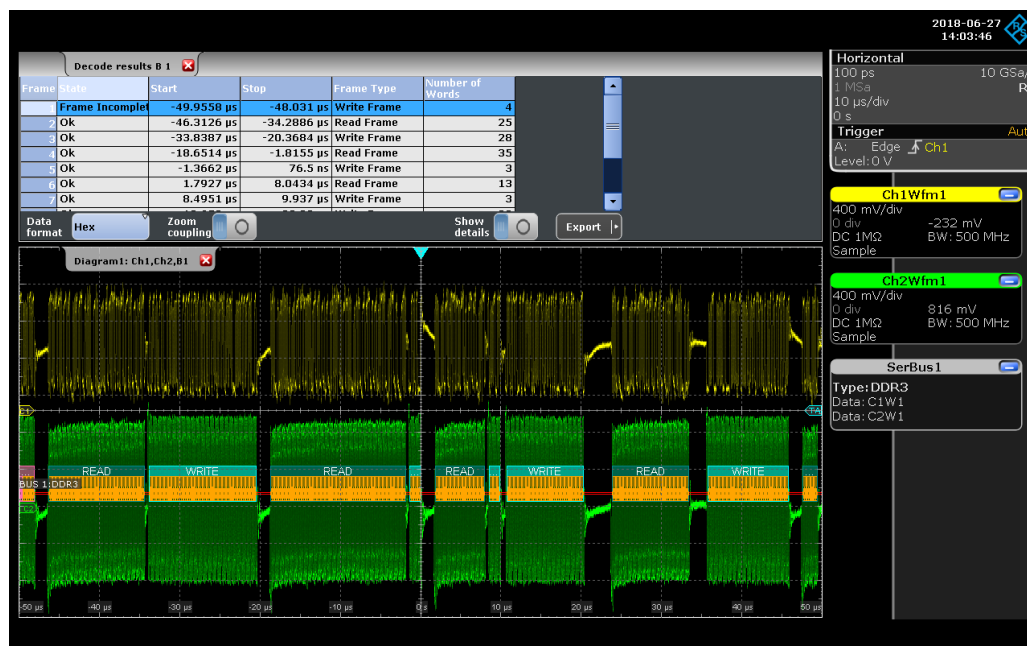 2018-06-27
14:03:46
Decode results B 1
Frame State Start Stop Frame Type Number of Words
1 Frame Incomplet -49.9558 µs -48.031 µs Write Frame 4
2 Ok -46.3126 µs -34.2886 µs Read Frame 25
3 Ok -33.8387 µs -20.3684 µs Write Frame 28
4 Ok -18.6514 µs -1.8155 µs Read Frame 35
5 Ok -1.3662 µs 76.5 ns Write Frame 3
6 Ok 1.7927 µs 8.0434 µs Read Frame 13
7 Ok 8.4951 µs 9.937 µs Write Frame 3
Data format Hex Zoom coupling Show details Export
Horizontal
100 ps 10 GSa/
1 MSa R
10 µs/div
0 s
Trigger Aut
A: Edge Ch1
Level: 0 V
Ch1Wfm1
400 mV/div
0 div -232 mV
DC 1MΩ BW: 500 MHz
Sample
Ch2Wfm1
400 mV/div
0 div 816 mV
DC 1MΩ BW: 500 MHz
Sample
SerBus1
Type:DDR3
Data: C1W1
Data: C2W1
Diagram1: Ch1,Ch2,B1
C1 TA
READ WRITE READ READ WRITE READ WRITE
BUS 1:DDR3
C2
-50 µs -40 µs -30 µs -20 µs -10 µs 0 s 10 µs 20 µs 30 µs 40 µs 50 µs